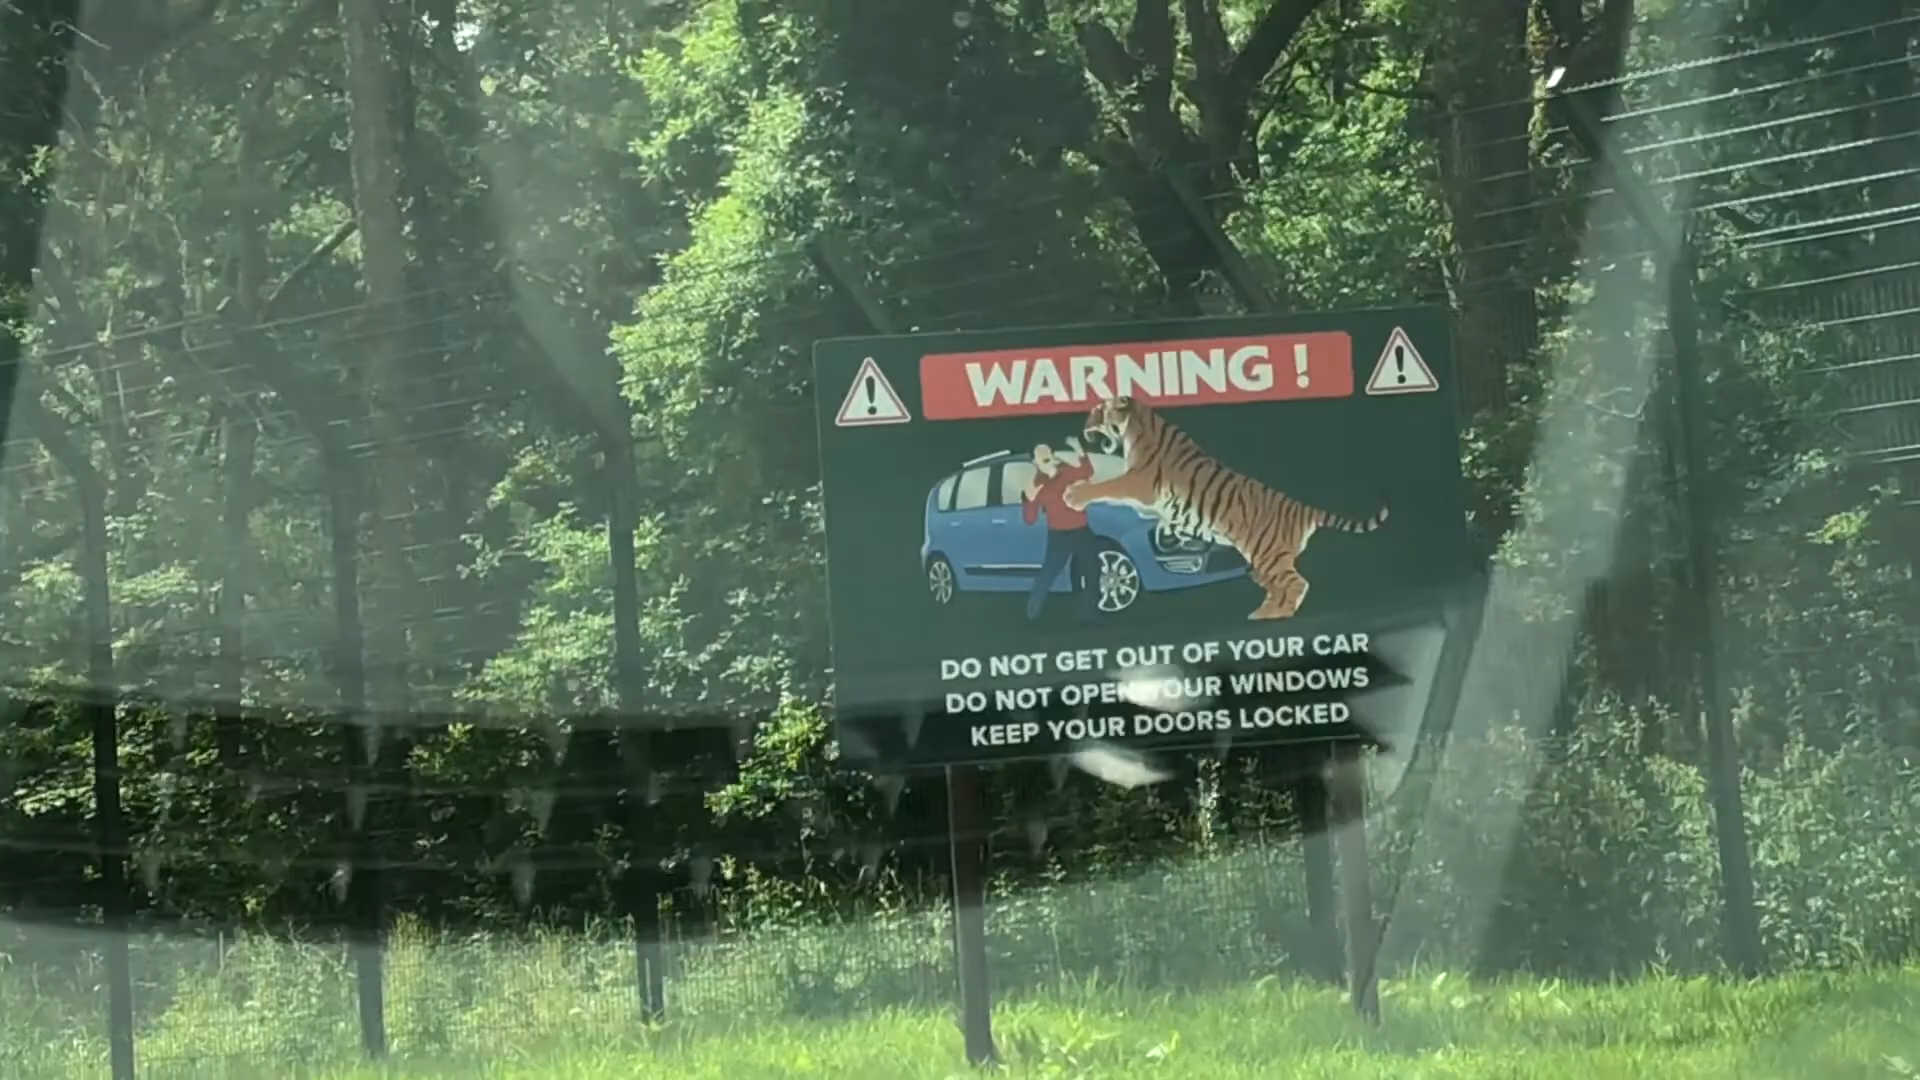 WARNING !
DO NOT GET OUT OF YOUR CAR
DO NOT OPEN YOUR WINDOWS
KEEP YOUR DOORS LOCKED